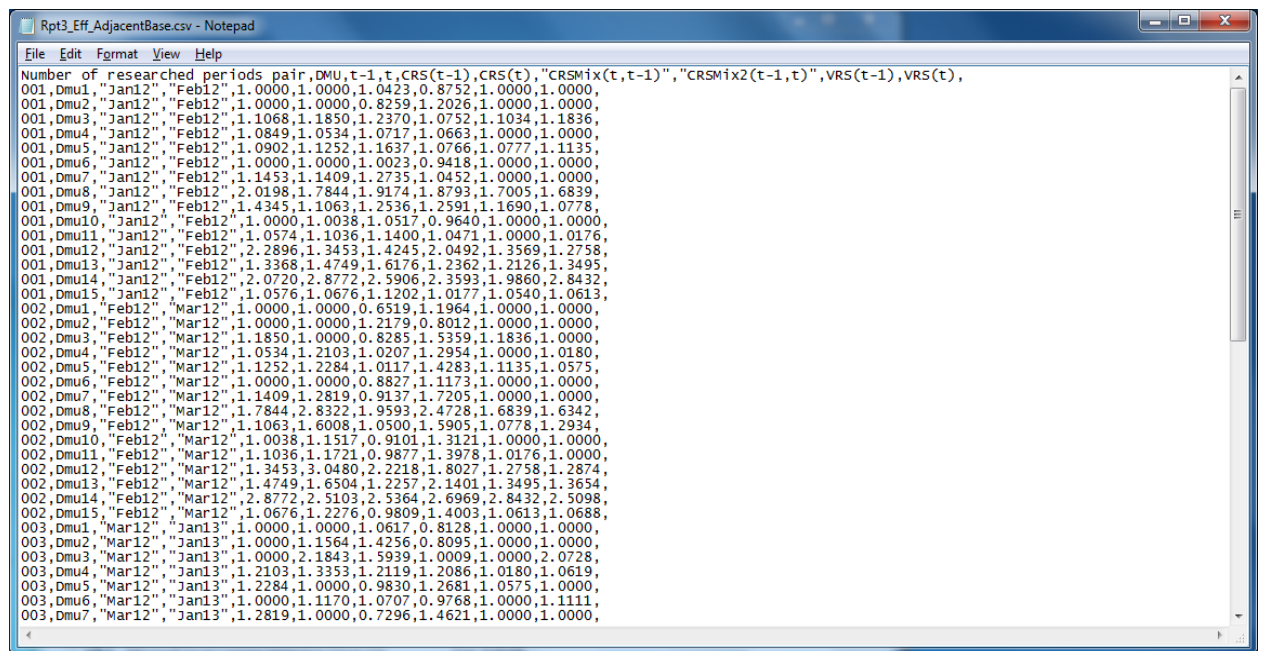 Rpt3_Eff_AdjacentBase.csv - Notepad
File Edit Format View Help
Number of researched periods pair,DMU,t-1,t,CRS(t-1),CRS(t),"CRSMix(t,t-1)","CRSMix2(t-1,t)",VRS(t-1),VRS(t),
001,Dmu1,"Jan12","Feb12",1.0000,1.0000,1.0423,0.8752,1.0000,1.0000,
001,Dmu2,"Jan12","Feb12",1.0000,1.0000,0.8259,1.2026,1.0000,1.0000,
001,Dmu3,"Jan12","Feb12",1.1068,1.1850,1.2370,1.0752,1.1034,1.1836,
001,Dmu4,"Jan12","Feb12",1.0849,1.0534,1.0717,1.0663,1.0000,1.0000,
001,Dmu5,"Jan12","Feb12",1.0902,1.1252,1.1637,1.0766,1.0777,1.1135,
001,Dmu6,"Jan12","Feb12",1.0000,1.0000,1.0023,0.9418,1.0000,1.0000,
001,Dmu7,"Jan12","Feb12",1.1453,1.1409,1.2735,1.0452,1.0000,1.0000,
001,Dmu8,"Jan12","Feb12",2.0198,1.7844,1.9174,1.8793,1.7005,1.6839,
001,Dmu9,"Jan12","Feb12",1.4345,1.1063,1.2536,1.2591,1.1690,1.0778,
001,Dmu10,"Jan12","Feb12",1.0000,1.0038,1.0517,0.9640,1.0000,1.0000,
001,Dmu11,"Jan12","Feb12",1.0574,1.1036,1.1400,1.0471,1.0000,1.0176,
001,Dmu12,"Jan12","Feb12",2.2896,1.3453,1.4245,2.0492,1.3569,1.2758,
001,Dmu13,"Jan12","Feb12",1.3368,1.4749,1.6176,1.2362,1.2126,1.3495,
001,Dmu14,"Jan12","Feb12",2.0720,2.8772,2.5906,2.3593,1.9860,2.8432,
001,Dmu15,"Jan12","Feb12",1.0576,1.0676,1.1202,1.0177,1.0540,1.0613,
002,Dmu1,"Feb12","Mar12",1.0000,1.0000,0.6519,1.1964,1.0000,1.0000,
002,Dmu2,"Feb12","Mar12",1.0000,1.0000,1.2179,0.8012,1.0000,1.0000,
002,Dmu3,"Feb12","Mar12",1.1850,1.0000,0.8285,1.5359,1.1836,1.0000,
002,Dmu4,"Feb12","Mar12",1.0534,1.2103,1.0207,1.2954,1.0000,1.0180,
002,Dmu5,"Feb12","Mar12",1.1252,1.2284,1.0117,1.4283,1.1135,1.0575,
002,Dmu6,"Feb12","Mar12",1.0000,1.0000,0.8827,1.1173,1.0000,1.0000,
002,Dmu7,"Feb12","Mar12",1.1409,1.2819,0.9137,1.7205,1.0000,1.0000,
002,Dmu8,"Feb12","Mar12",1.7844,2.8322,1.9593,2.4728,1.6839,1.6342,
002,Dmu9,"Feb12","Mar12",1.1063,1.6008,1.0500,1.5905,1.0778,1.2934,
002,Dmu10,"Feb12","Mar12",1.0038,1.1517,0.9101,1.3121,1.0000,1.0000,
002,Dmu11,"Feb12","Mar12",1.1036,1.1721,0.9877,1.3978,1.0176,1.0000,
002,Dmu12,"Feb12","Mar12",1.3453,3.0480,2.2218,1.8027,1.2758,1.2874,
002,Dmu13,"Feb12","Mar12",1.4749,1.6504,1.2257,2.1401,1.3495,1.3654,
002,Dmu14,"Feb12","Mar12",2.8772,2.5103,2.5364,2.6969,2.8432,2.5098,
002,Dmu15,"Feb12","Mar12",1.0676,1.2276,0.9809,1.4003,1.0613,1.0688,
003,Dmu1,"Mar12","Jan13",1.0000,1.0000,1.0617,0.8128,1.0000,1.0000,
003,Dmu2,"Mar12","Jan13",1.0000,1.1564,1.4256,0.8095,1.0000,1.0000,
003,Dmu3,"Mar12","Jan13",1.0000,2.1843,1.5939,1.0009,1.0000,2.0728,
003,Dmu4,"Mar12","Jan13",1.2103,1.3353,1.2119,1.2086,1.0180,1.0619,
003,Dmu5,"Mar12","Jan13",1.2284,1.0000,0.9830,1.2681,1.0575,1.0000,
003,Dmu6,"Mar12","Jan13",1.0000,1.1170,1.0707,0.9768,1.0000,1.1111,
003,Dmu7,"Mar12","Jan13",1.2819,1.0000,0.7296,1.4621,1.0000,1.0000,